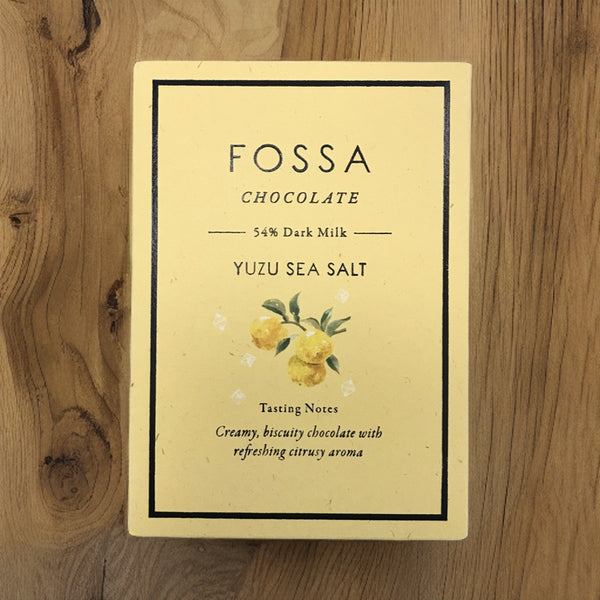 FOSSA
CHOCOLATE
54% Dark Milk
YUZU SEA SALT
Tasting Notes
Creamy, biscuity chocolate with
refreshing citrusy aroma